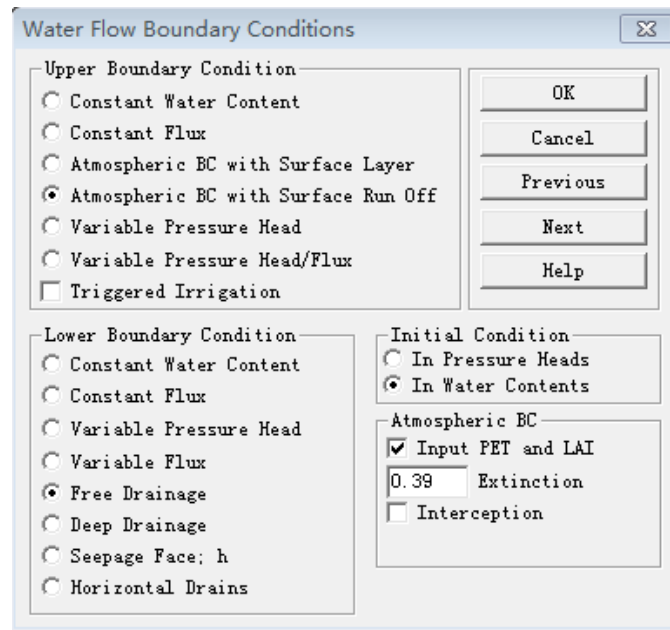 Water Flow Boundary Conditions
Upper Boundary Condition
Constant Water Content
Constant Flux
Atmospheric BC with Surface Layer
Atmospheric BC with Surface Run Off
Variable Pressure Head
Variable Pressure Head/Flux
Triggered Irrigation
OK
Cancel
Previous
Next
Help
Lower Boundary Condition
Constant Water Content
Constant Flux
Variable Pressure Head
Variable Flux
Free Drainage
Deep Drainage
Seepage Face; h
Horizontal Drains
Initial Condition
In Pressure Heads
In Water Contents
Atmospheric BC
Input PET and LAI
0.39 Extinction
Interception